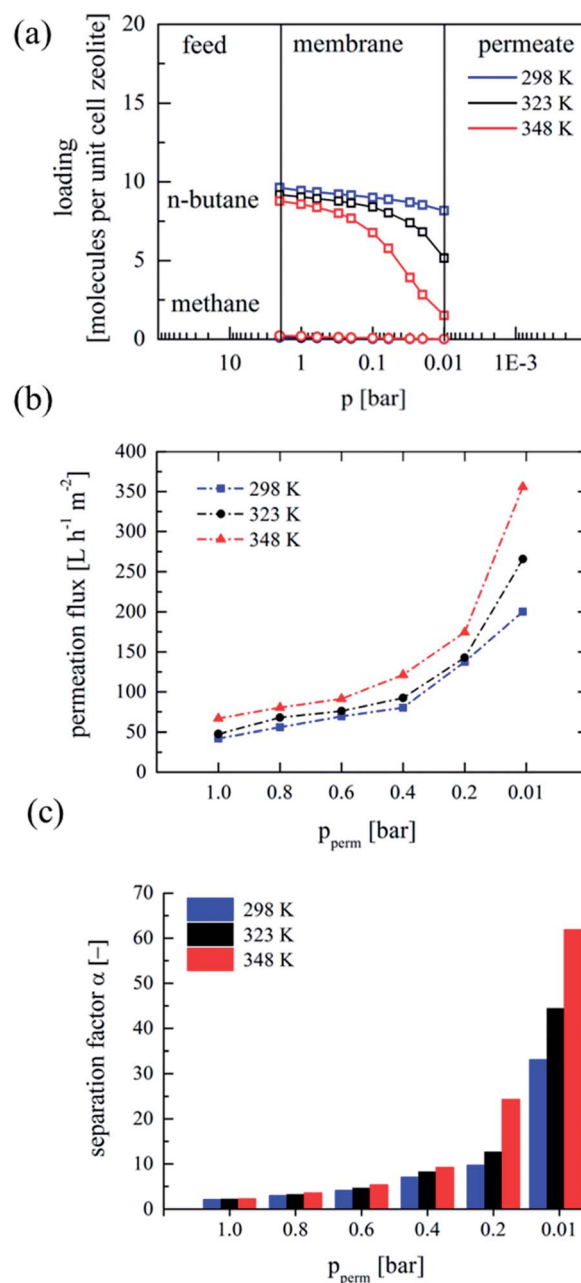 (a)
20
15
10
5
0
loading
[molecules per unit cell zeolite]
feed
membrane
permeate
298 K
323 K
348 K
n-butane
methane
10
1
0.1
0.01
1E-3
p [bar]
(b)
400
350
300
250
200
150
100
50
0
permeation flux [L h⁻¹ m⁻²]
298 K
323 K
348 K
1.0
0.8
0.6
0.4
0.2
0.01
p_perm [bar]
(c)
70
60
50
40
30
20
10
0
separation factor α [–]
298 K
323 K
348 K
1.0
0.8
0.6
0.4
0.2
0.01
p_perm [bar]